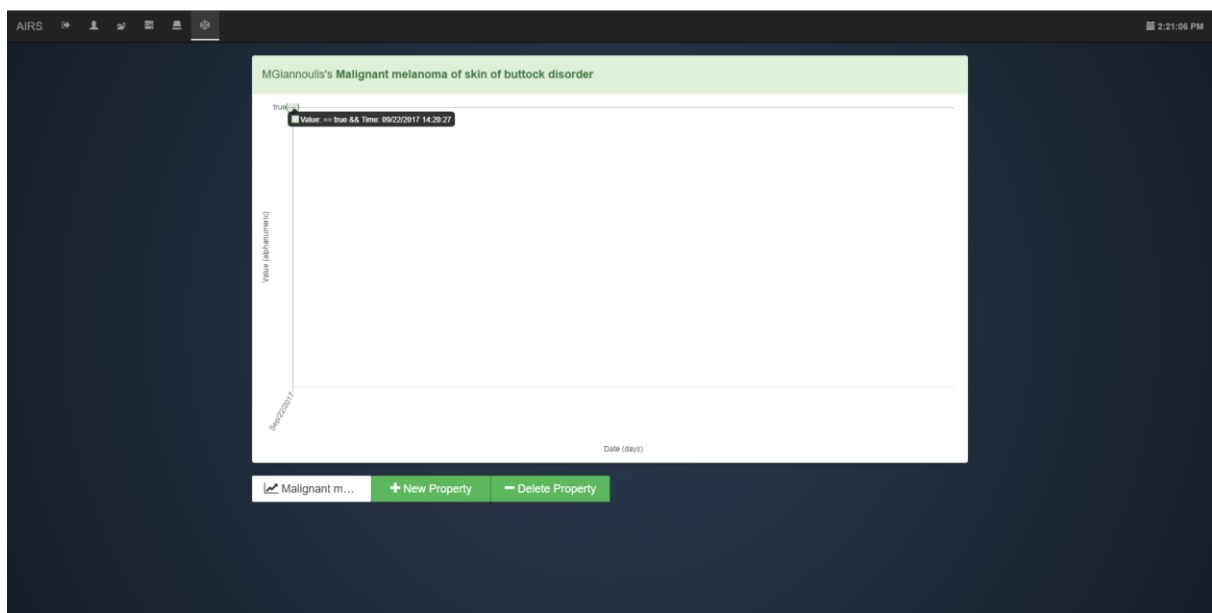 AIRS
2:21:06 PM
MGiannoulis's Malignant melanoma of skin of buttock disorder
Value: == true && Time: 09/22/2017 14:20:27
Value (alphanumeric)
Sep/22/2017
Date (days)
Malignant m...
New Property
Delete Property